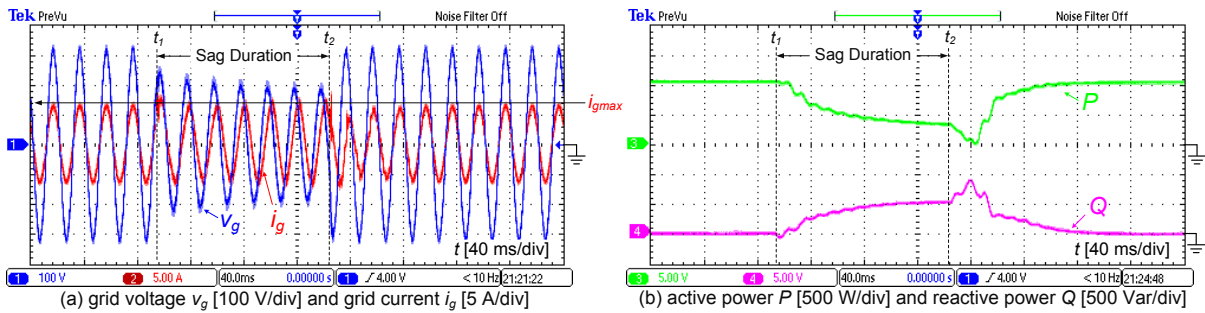 Tek PreVu Noise Filter Off
t1 t2
Sag Duration
igmax
1
vg
ig
t [40 ms/div]
1 100 V 2 5.00 A 40.0ms 0.00000 s 1 4.00 V < 10 Hz 21:21:22
(a) grid voltage vg [100 V/div] and grid current ig [5 A/div]
Tek PreVu Noise Filter Off
t1 t2
Sag Duration
P
3
Q
4
t [40 ms/div]
3 5.00 V 4 5.00 V 40.0ms 0.00000 s 1 4.00 V < 10 Hz 21:24:48
(b) active power P [500 W/div] and reactive power Q [500 Var/div]